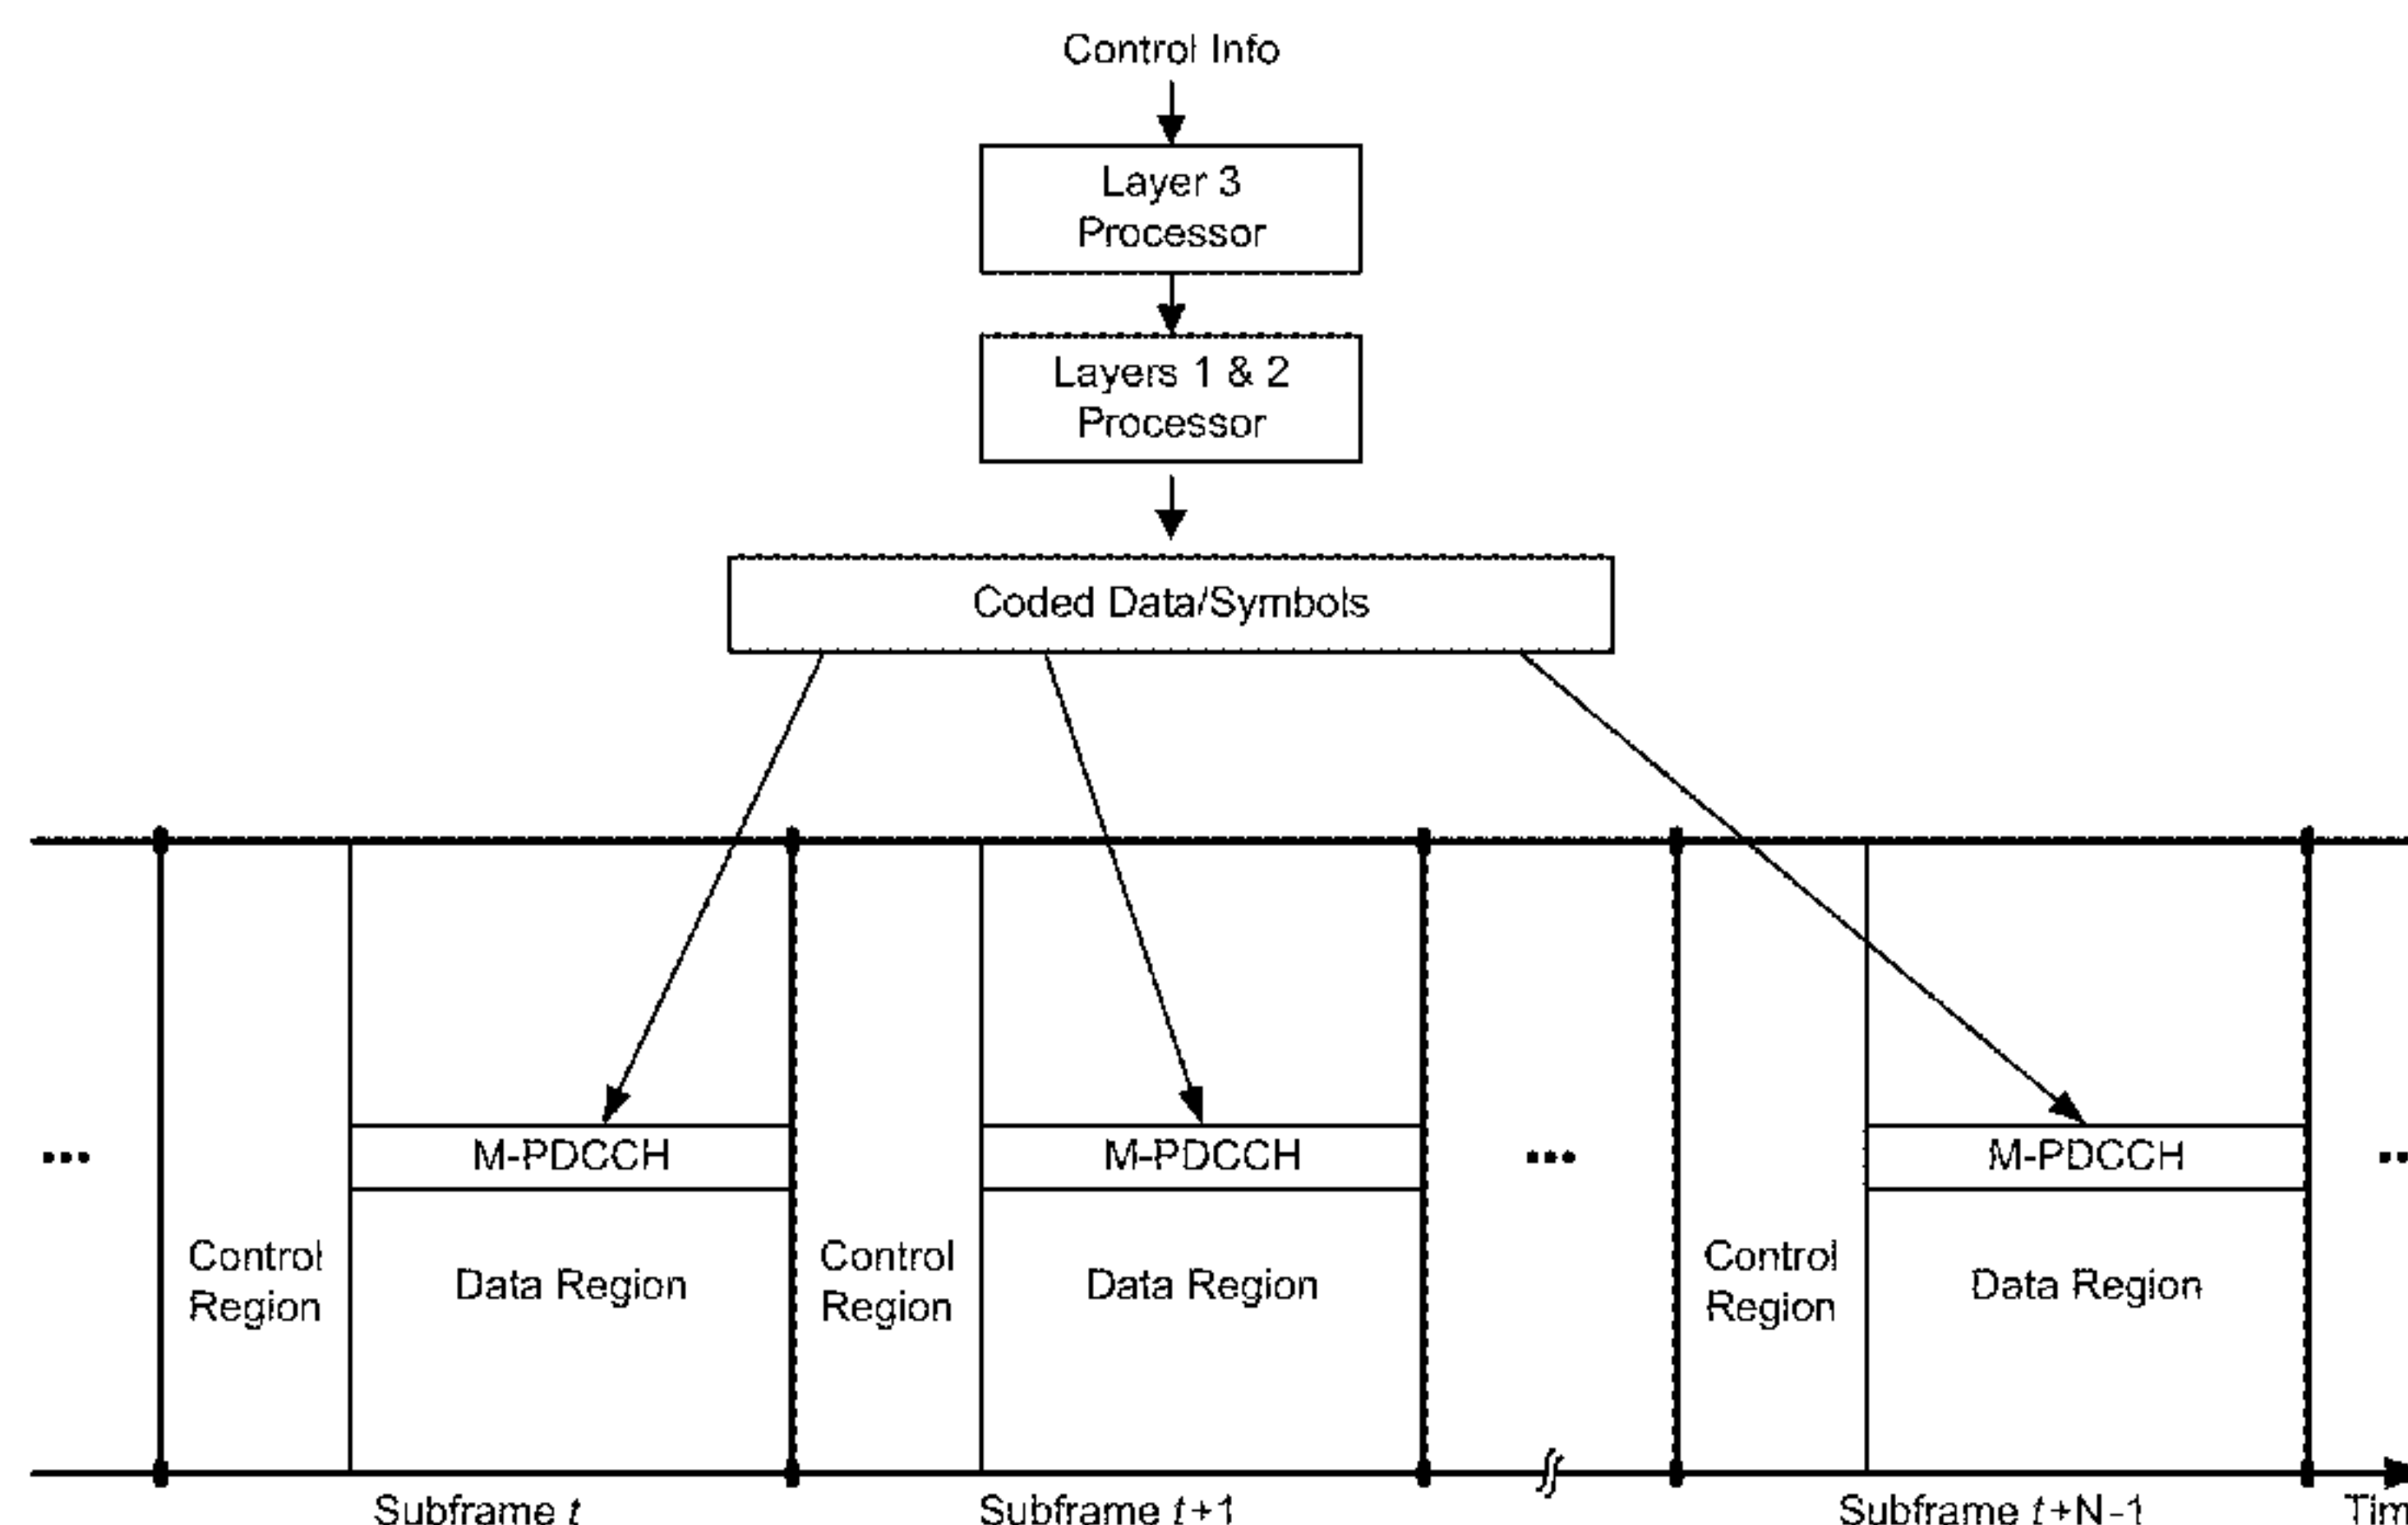 Control Info
Layer 3
Processor
Layers 1 & 2
Processor
Coded Data/Symbols
... M-PDCCH M-PDCCH ... M-PDCCH ..
Control
Region
Data Region
Control
Region
Data Region
Control
Region
Data Region
Subframe t
Subframe t+1
Subframe t+N-1
Tim